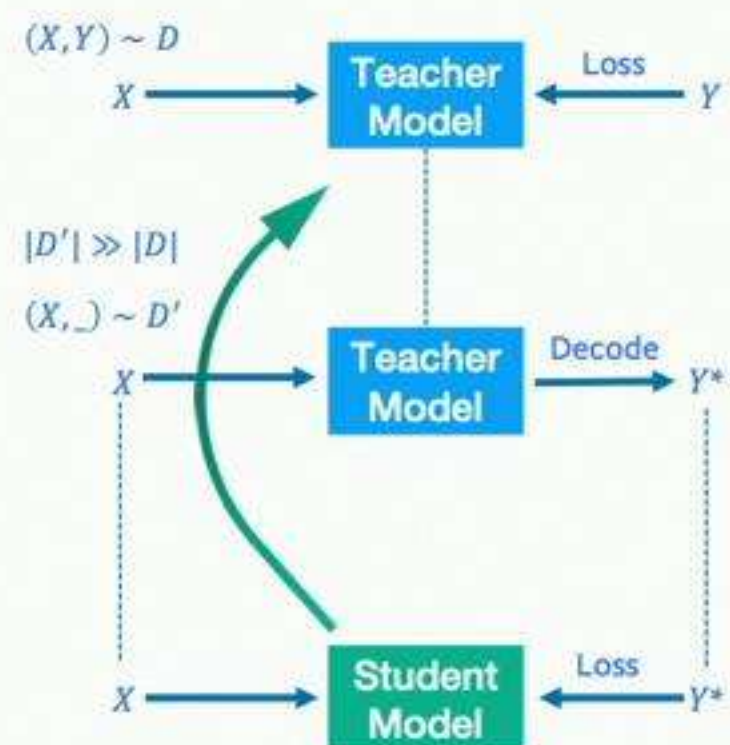 (X,Y) ~ D
X
Teacher
Model
Loss
Y
|D'| ≫ |D|
(X,_) ~ D'
X
Teacher
Model
Decode
Y*
X
Student
Model
Loss
Y*